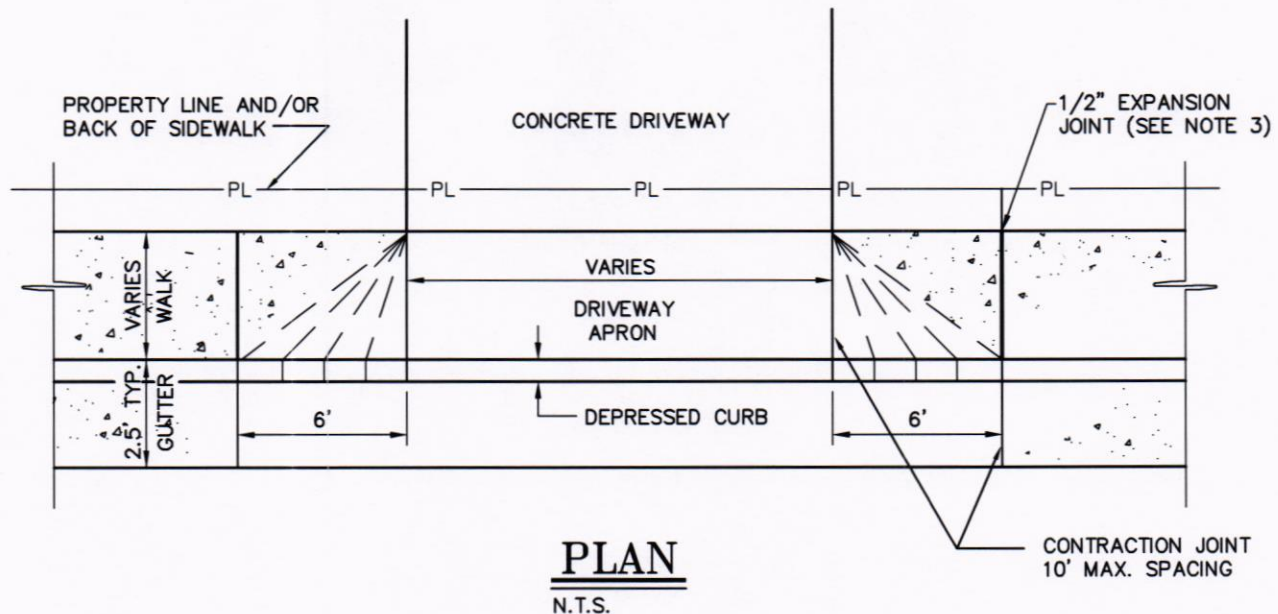 PROPERTY LINE AND/OR
BACK OF SIDEWALK
CONCRETE DRIVEWAY
1/2" EXPANSION
JOINT (SEE NOTE 3)
PL
PL
PL
PL
PL
VARIES
WALK
VARIES
DRIVEWAY
APRON
2.5' TYP.
GUTTER
6'
DEPRESSED CURB
6'
CONTRACTION JOINT
10' MAX. SPACING
PLAN
N.T.S.